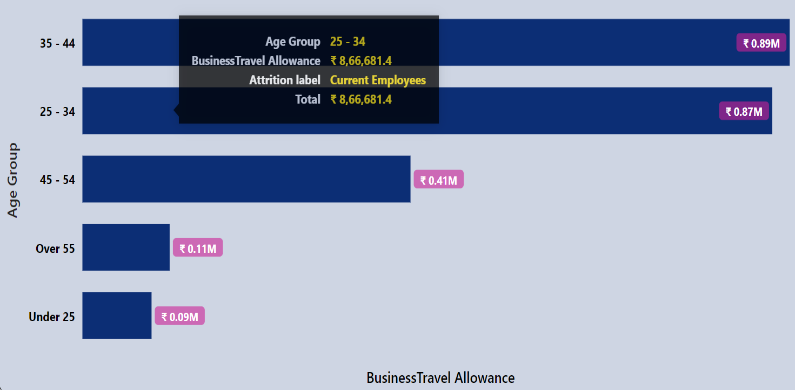 35 - 44
₹ 0.89M
Age Group 25 - 34
BusinessTravel Allowance ₹ 8,66,681.4
Attrition label Current Employees
Total ₹ 8,66,681.4
25 - 34
₹ 0.87M
45 - 54
₹ 0.41M
Over 55
₹ 0.11M
Under 25
₹ 0.09M
Age Group
BusinessTravel Allowance